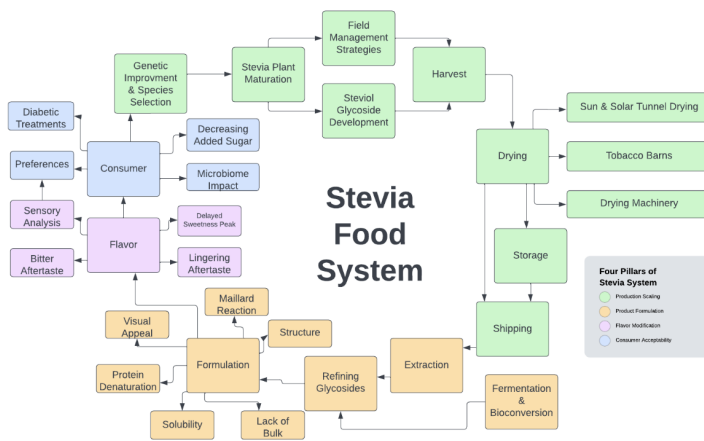 Field
Management
Strategies
Genetic
Improvment
& Species
Selection
Stevia Plant
Maturation
Harvest
Steviol
Glycoside
Development
Diabetic
Treatments
Decreasing
Added Sugar
Sun & Solar Tunnel Drying
Preferences
Consumer
Drying
Tobacco Barns
Microbiome
Impact
Drying Machinery
Sensory
Analysis
Delayed
Sweetness Peak
Flavor
Bitter
Aftertaste
Lingering
Aftertaste
Stevia
Food
System
Storage
Four Pillars of
Stevia System
Production Scaling
Product Formulation
Flavor Modification
Consumer Acceptability
Maillard
Reaction
Visual
Appeal
Structure
Shipping
Formulation
Protein
Denaturation
Refining
Glycosides
Extraction
Fermentation
&
Bioconversion
Solubility
Lack of
Bulk